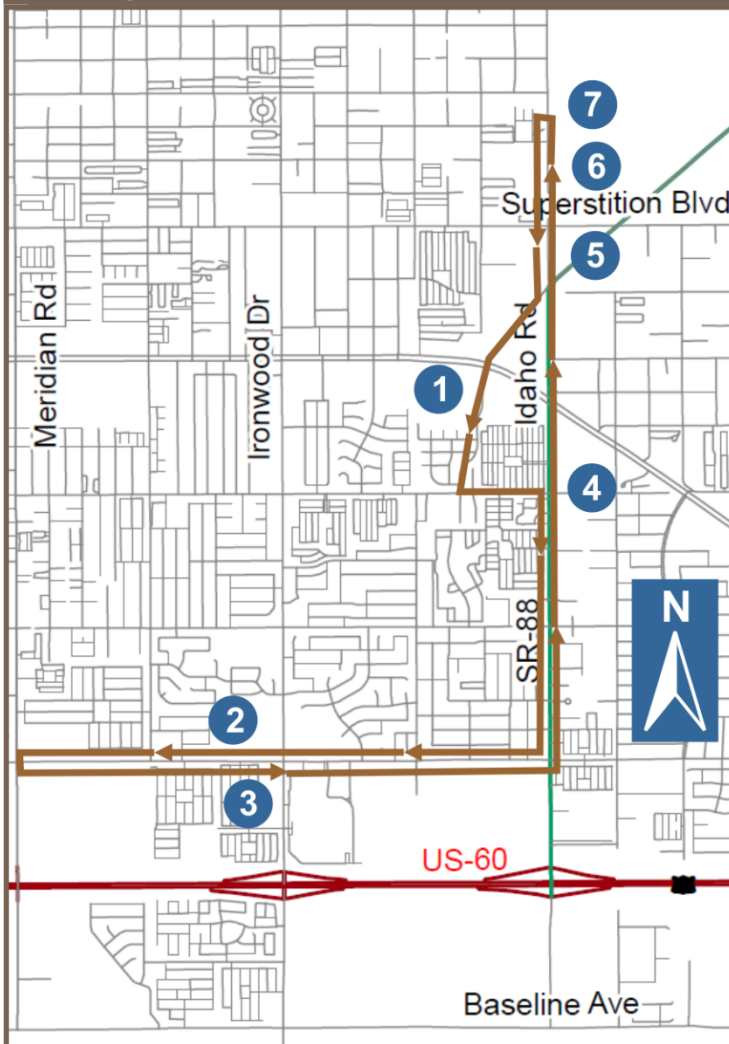 7
6
Superstition Blvd
5
Meridian Rd
Ironwood Dr
Idaho Rd
1
4
N
SR-88
2
3
US-60
Baseline Ave